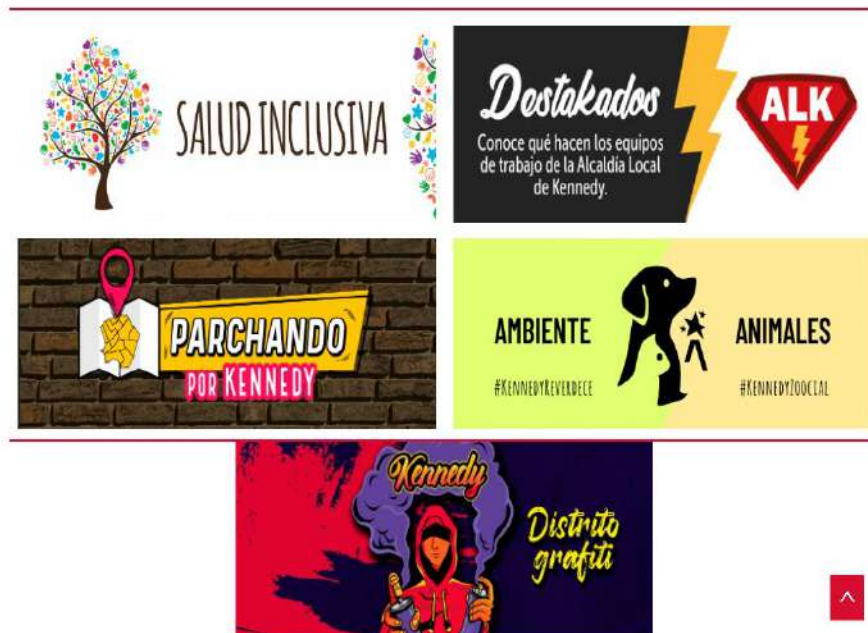 SALUD INCLUSIVA
Destakados
Conoce qué hacen los equipos
de trabajo de la Alcaldía Local
de Kennedy.
ALK
PARCHANDO
POR KENNEDY
AMBIENTE
#KENNEDYREVERDECE
ANIMALES
#KENNEDYZOOCIAL
Kennedy
Distrito
grafiti